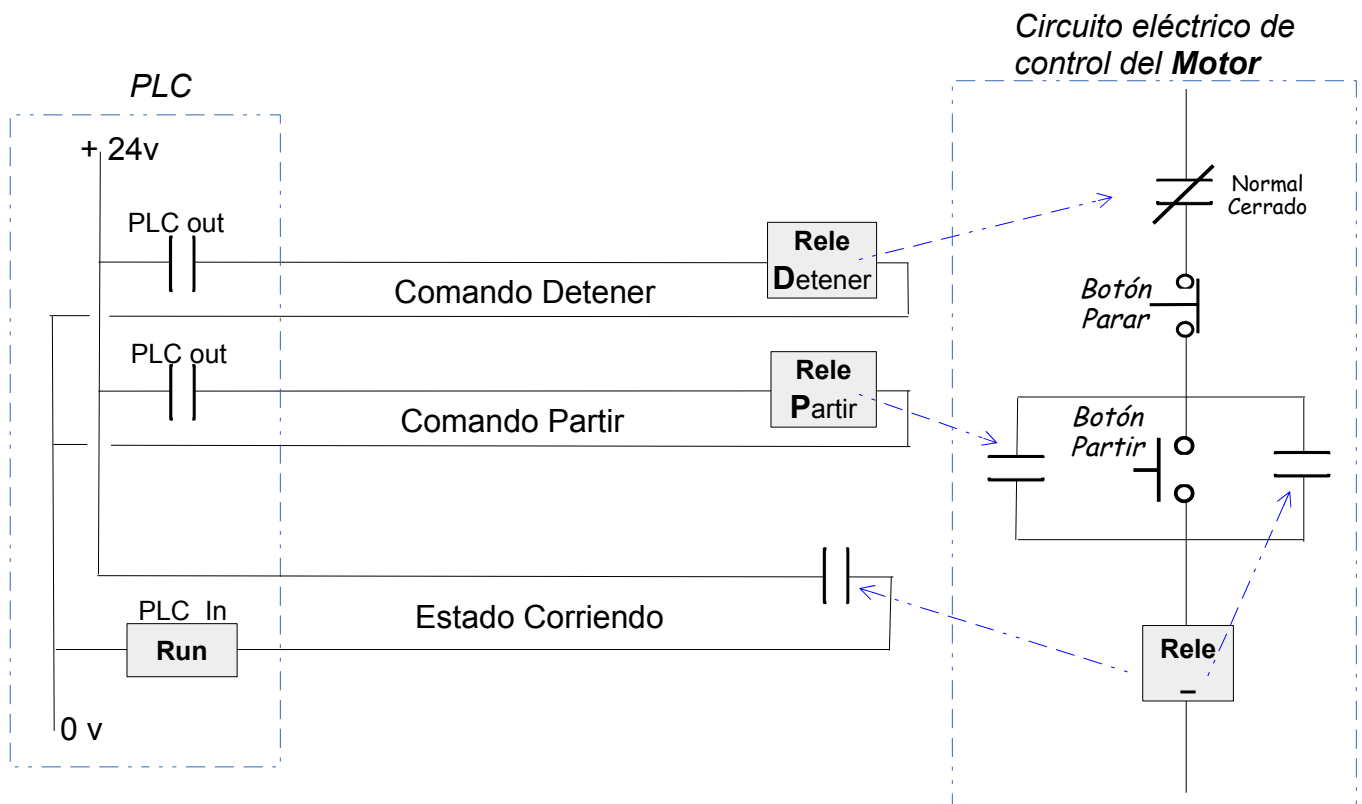 Circuito eléctrico de
control del Motor
PLC
+ 24v
PLC out
Rele
Detener
Comando Detener
Normal
Cerrado
Botón
Parar
PLC out
Rele
Partir
Comando Partir
Botón
Partir
PLC In
Run
Estado Corriendo
Rele
_
0 v